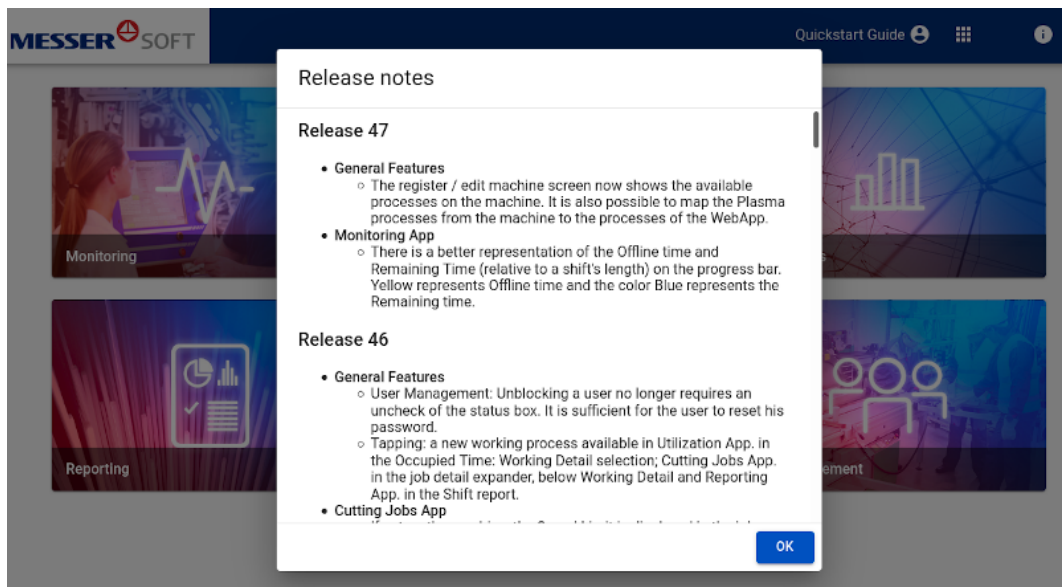 MESSER SOFT
Quickstart Guide
Release notes
Release 47
• General Features
○ The register / edit machine screen now shows the available
processes on the machine. It is also possible to map the Plasma
processes from the machine to the processes of the WebApp.
• Monitoring App
○ There is a better representation of the Offline time and
Remaining Time (relative to a shift's length) on the progress bar.
Yellow represents Offline time and the color Blue represents the
Remaining time.
Release 46
• General Features
○ User Management: Unblocking a user no longer requires an
uncheck of the status box. It is sufficient for the user to reset his
password.
○ Tapping: a new working process available in Utilization App. in
the Occupied Time: Working Detail selection; Cutting Jobs App.
in the job detail expander, below Working Detail and Reporting
App. in the Shift report.
• Cutting Jobs App
OK
Monitoring
Reporting
ement